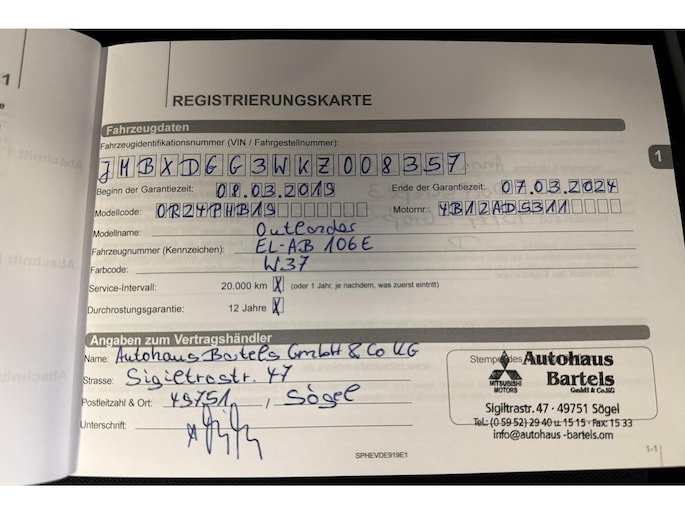 1
REGISTRIERUNGSKARTE
Fahrzeugdaten
Fahrzeugidentifikationsnummer (VIN / Fahrgestellnummer):
JMBXDGG3WKZ008357
1
Beginn der Garantiezeit: 08.03.2019 Ende der Garantiezeit: 07.03.2024
Modellcode: OR24PHB19 Motornr.: 4B12AD5311
Modellname: Outlander
Fahrzeugnummer (Kennzeichen): EL-AB 106E
Farbcode: W37
Service-Intervall: 20.000 km X (oder 1 Jahr, je nachdem, was zuerst eintritt)
Durchrostungsgarantie: 12 Jahre X
Angaben zum Vertragshändler
Name: Autohaus Bartels GmbH & Co KG
Strasse: Sigiltrastr. 47
Postleitzahl & Ort: 49751, Sögel
Unterschrift:
Autohaus
Bartels
GmbH & Co.KG
MITSUBISHI
MOTORS
Sigiltrastr. 47 · 49751 Sögel
Tel.: (0 59 52) 29 40 u. 15 15 · Fax: 15 33
info@autohaus-bartels.om
SPHEVDE919E1
1-1